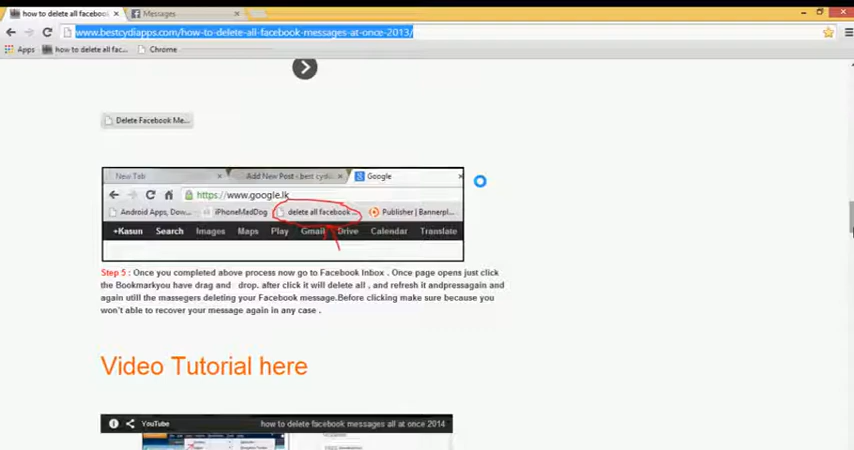 how to delete all facebook
Messages
www.bestcydiapps.com/how-to-delete-all-facebook-messages-at-once-2013/
Apps
how to delete all fac...
Chrome
Delete Facebook Me...
New Tab
Add New Post ‹ best cydi
Google
https://www.google.lk
Android Apps, Dow...
iPhoneMadDog
delete all facebook ...
Publisher | Bannerpl...
+Kasun Search Images Maps Play Gmail Drive Calendar Translate
Step 5 : Once you completed above process now go to Facebook Inbox . Once page opens just click
the Bookmarkyou have drag and drop. after click it will delete all , and refresh it andpressagain and
again utill the massegers deleting your Facebook message.Before clicking make sure because you
won't able to recover your message again in any case .
Video Tutorial here
YouTube
how to delete facebook messages all at once 2014